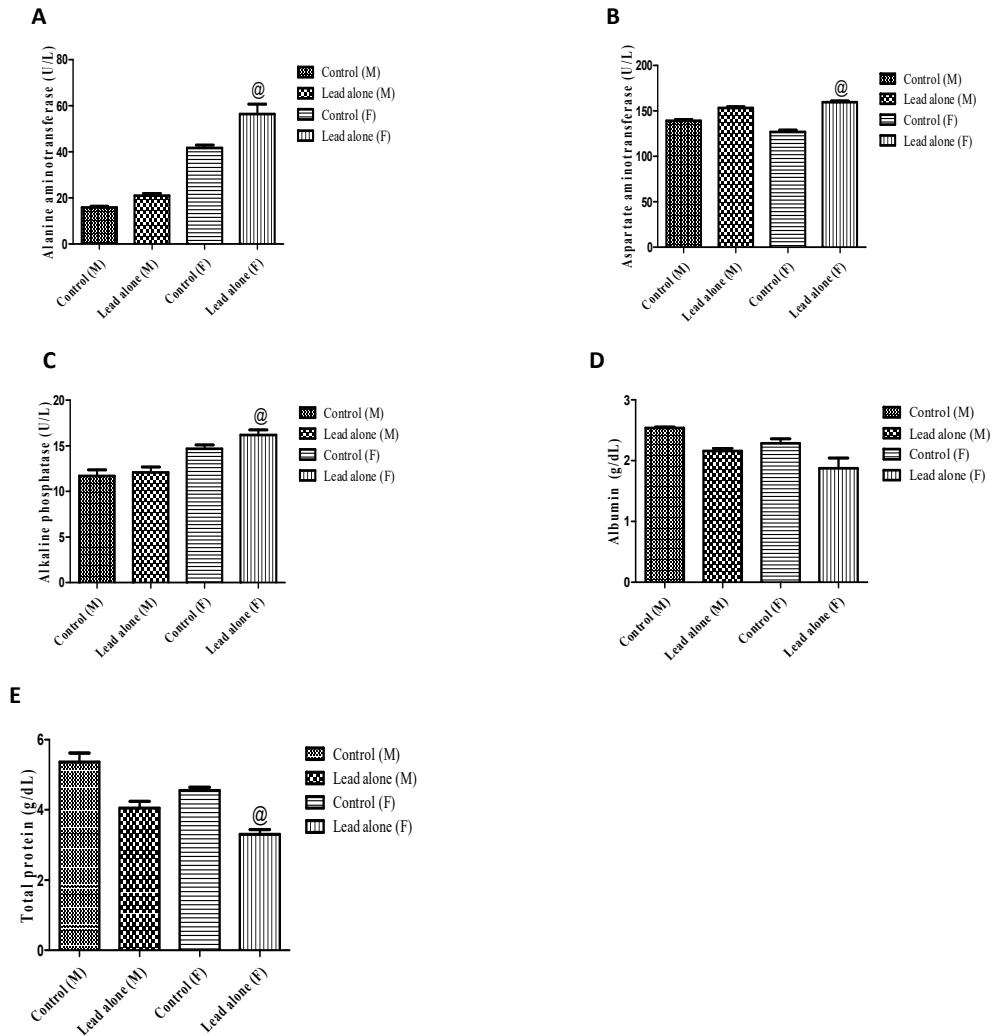 A
Alanine aminotransferase (U/L)
80
60
40
20
0
@
Control (M)
Lead alone (M)
Control (F)
Lead alone (F)
Control (M)
Lead alone (M)
Control (F)
Lead alone (F)
B
Aspartate aminotransferase (U/L)
200
150
100
50
0
@
Control (M)
Lead alone (M)
Control (F)
Lead alone (F)
Control (M)
Lead alone (M)
Control (F)
Lead alone (F)
C
Alkaline phosphatase (U/L)
20
15
10
5
0
@
Control (M)
Lead alone (M)
Control (F)
Lead alone (F)
Control (M)
Lead alone (M)
Control (F)
Lead alone (F)
D
Albumin (g/dL)
3
2
1
0
Control (M)
Lead alone (M)
Control (F)
Lead alone (F)
Control (M)
Lead alone (M)
Control (F)
Lead alone (F)
E
Total protein (g/dL)
6
4
2
0
@
Control (M)
Lead alone (M)
Control (F)
Lead alone (F)
Control (M)
Lead alone (M)
Control (F)
Lead alone (F)